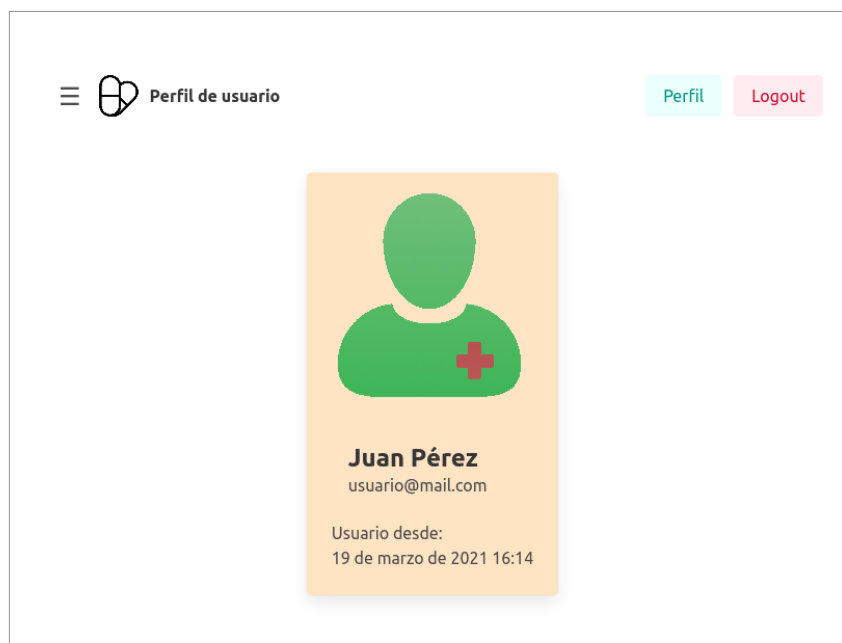 Perfil de usuario
Perfil
Logout
Juan Pérez
usuario@mail.com
Usuario desde:
19 de marzo de 2021 16:14